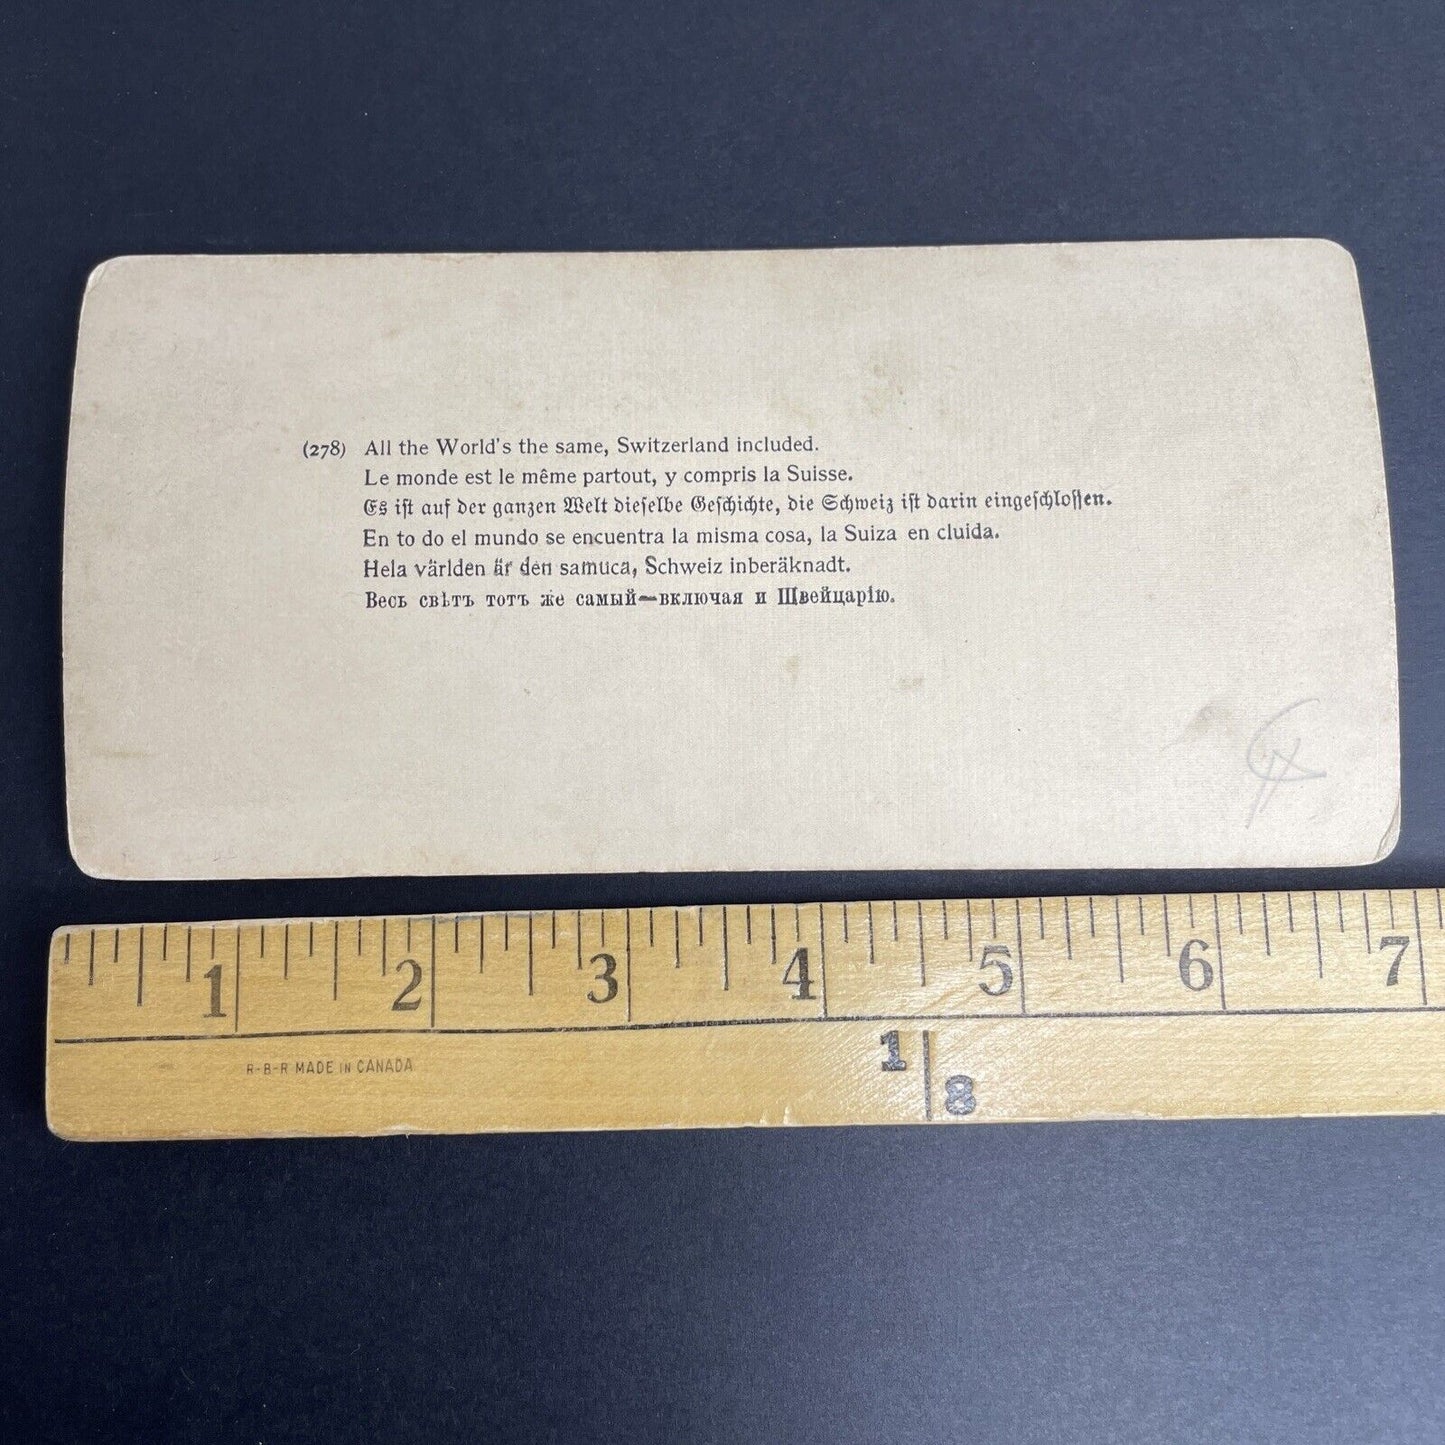 (278) All the World's the same, Switzerland included.
Le monde est le même partout, y compris la Suisse.
Es ist auf der ganzen Welt dieselbe Geschichte, die Schweiz ist darin eingeschlossen.
En to do el mundo se encuentra la misma cosa, la Suiza en cluida.
Hela världen är den samuca, Schweiz inberäknadt.
Весь свѣтъ тотъ же самый—включая и Швейцарію.
1 2 3 4 5 6 7
R-B-R MADE IN CANADA
1 8